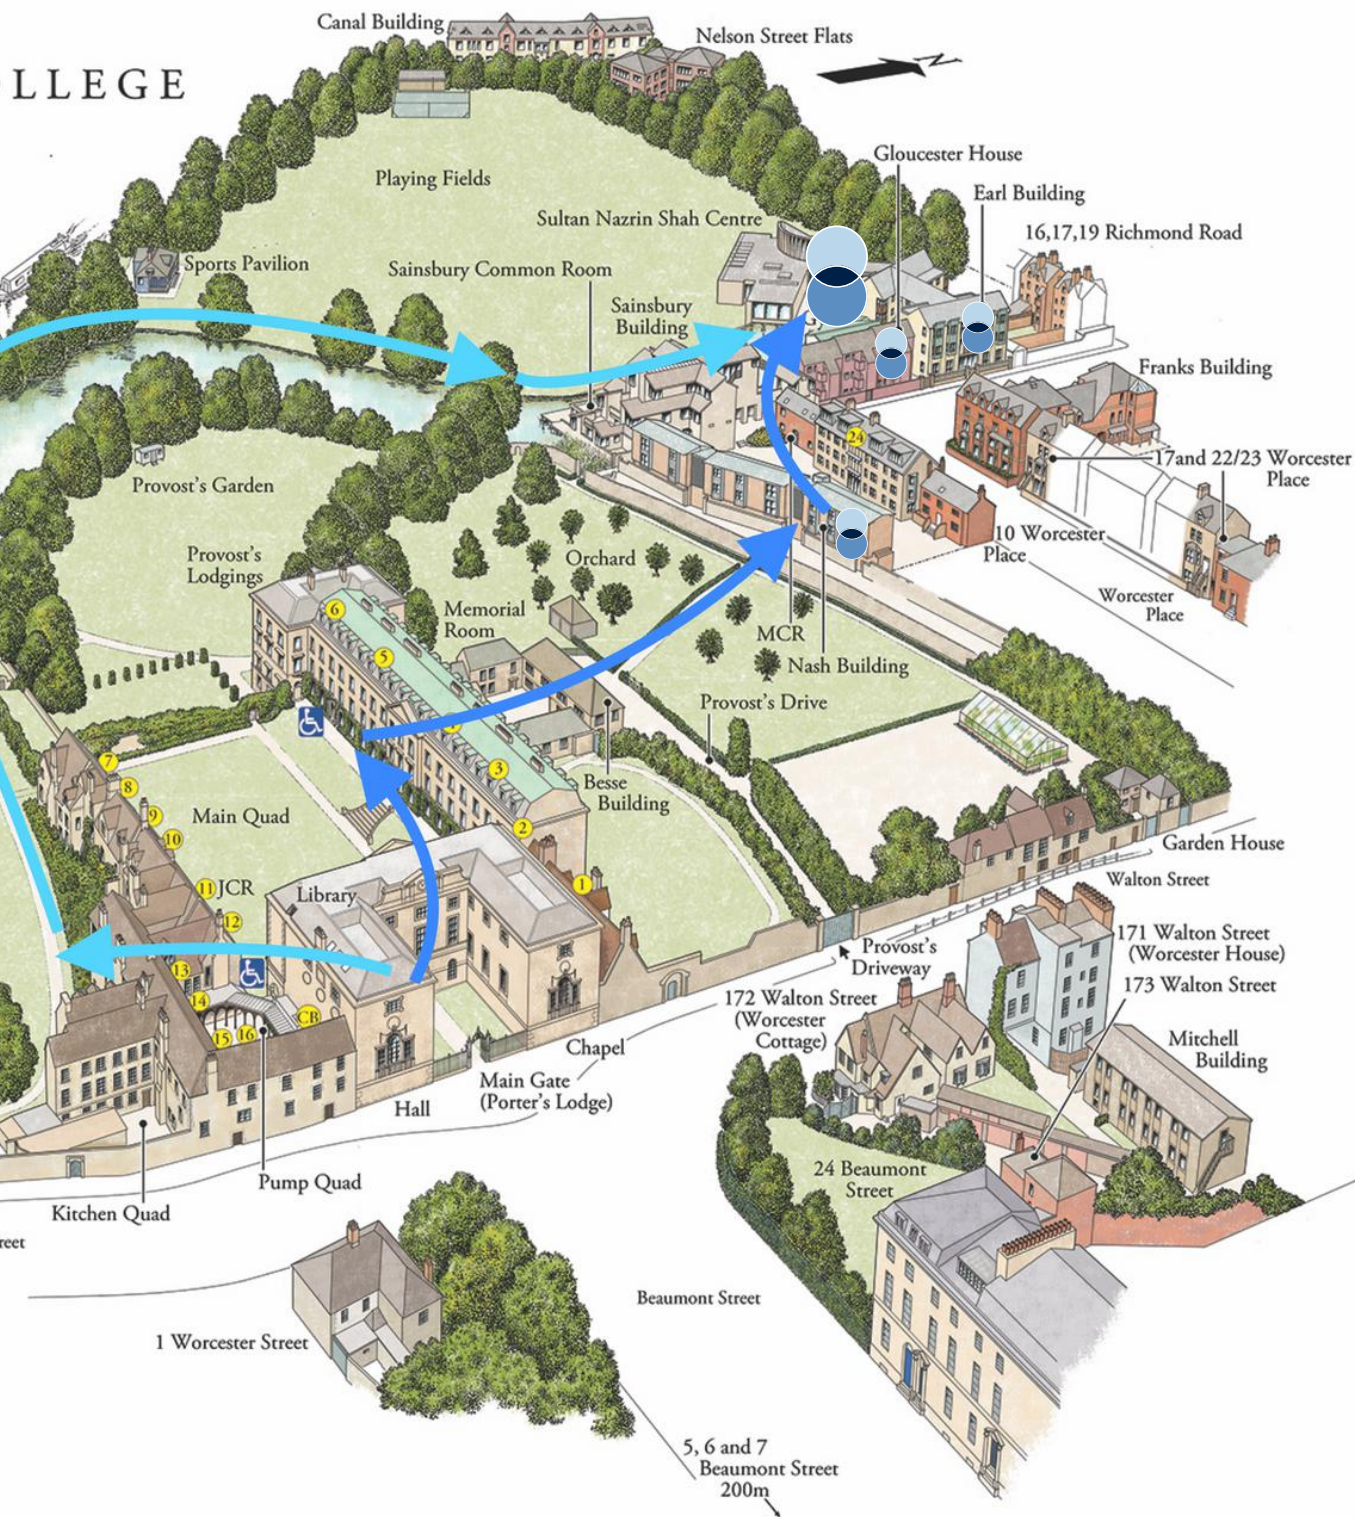 Canal Building
Nelson Street Flats
N
OLLEGE
Gloucester House
Playing Fields
Earl Building
Sultan Nazrin Shah Centre
16,17,19 Richmond Road
Sports Pavilion
Sainsbury Common Room
Sainsbury
Building
Franks Building
24
17and 22/23 Worcester
Place
Provost's Garden
10 Worcester
Place
Provost's
Lodgings
Orchard
Worcester
Place
6
Memorial
Room
MCR
5
Nash Building
Provost's Drive
3
7
8
9
10
Main Quad
Besse
Building
2
Garden House
11 JCR
Library
1
Walton Street
12
171 Walton Street
(Worcester House)
Provost's
Driveway
13
173 Walton Street
14
172 Walton Street
(Worcester
Cottage)
CB
15
16
Mitchell
Building
Chapel
Main Gate
(Porter's Lodge)
Hall
24 Beaumont
Street
Pump Quad
Kitchen Quad
reet
Beaumont Street
1 Worcester Street
5, 6 and 7
Beaumont Street
200m